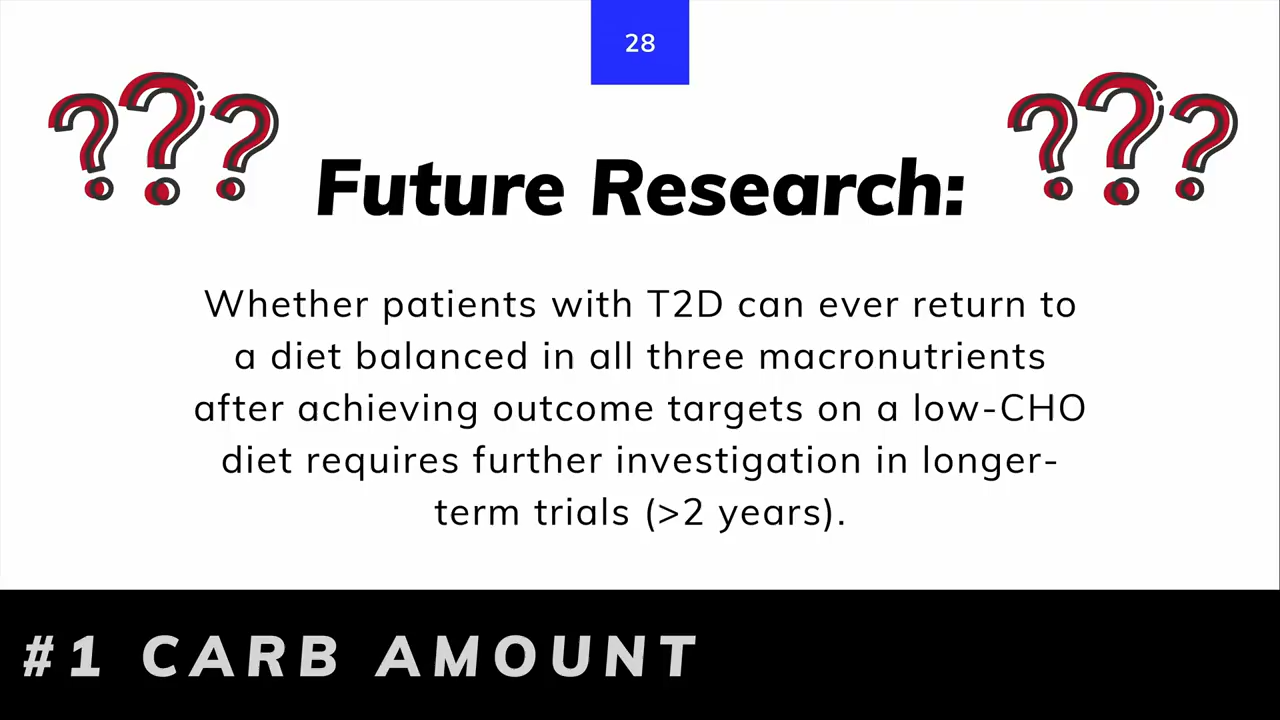 28
??? ???
Future Research:
Whether patients with T2D can ever return to
a diet balanced in all three macronutrients
after achieving outcome targets on a low-CHO
diet requires further investigation in longer-
term trials (>2 years).
#1 CARB AMOUNT